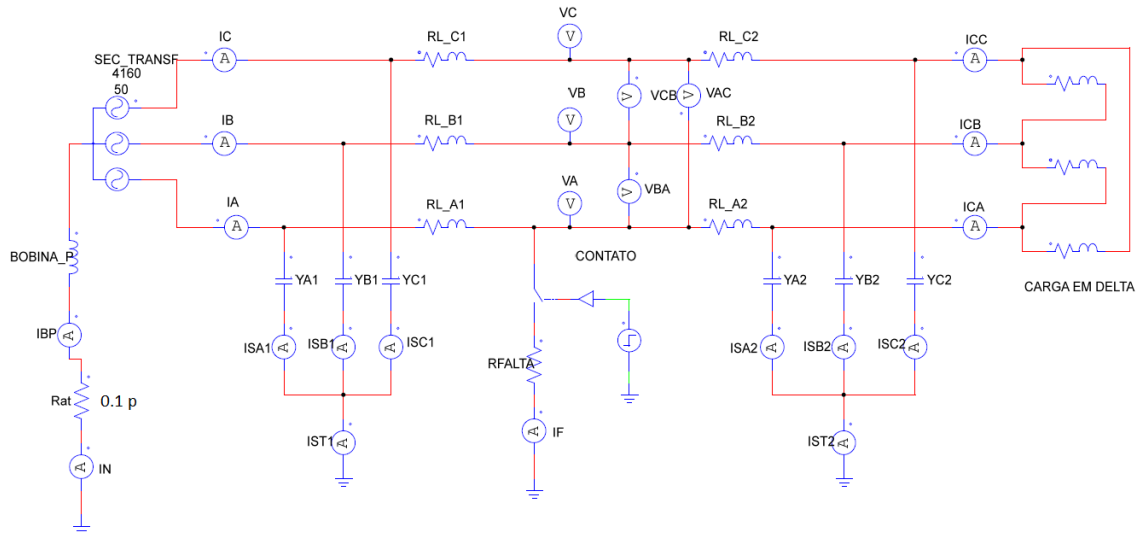 VC
IC
RL_C1
RL_C2
ICC
V
A
A
SEC_TRANSF
4160
50
VCB
VAC
V
V
VB
IB
RL_B1
V
RL_B2
ICB
A
A
VA
VBA
V
IA
RL_A1
V
RL_A2
ICA
A
A
BOBINA_P
CONTATO
YA1
YB1
YC1
YA2
YB2
YC2
CARGA EM DELTA
IBP
A
ISA1
A
ISB1
A
ISC1
A
ISA2
A
ISB2
A
ISC2
A
RFALTA
Rat
0.1 p
IST1
A
IF
A
IST2
A
A
IN